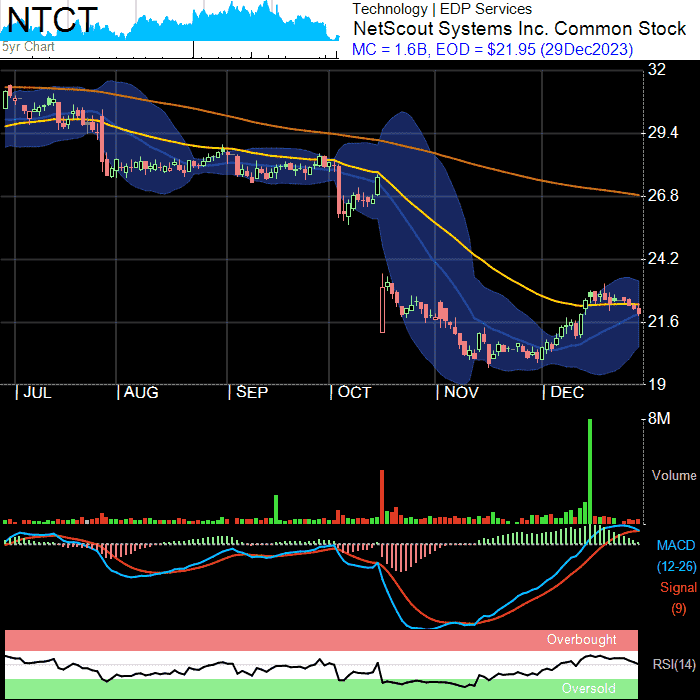 NTCT
5yr Chart
Technology | EDP Services
NetScout Systems Inc. Common Stock
MC = 1.6B, EOD = $21.95 (29Dec2023)
32
29.4
26.8
24.2
21.6
19
| JUL | AUG | SEP | OCT | NOV | DEC
8M
Volume
MACD
(12-26)
Signal
(9)
Overbought
RSI(14)
Oversold